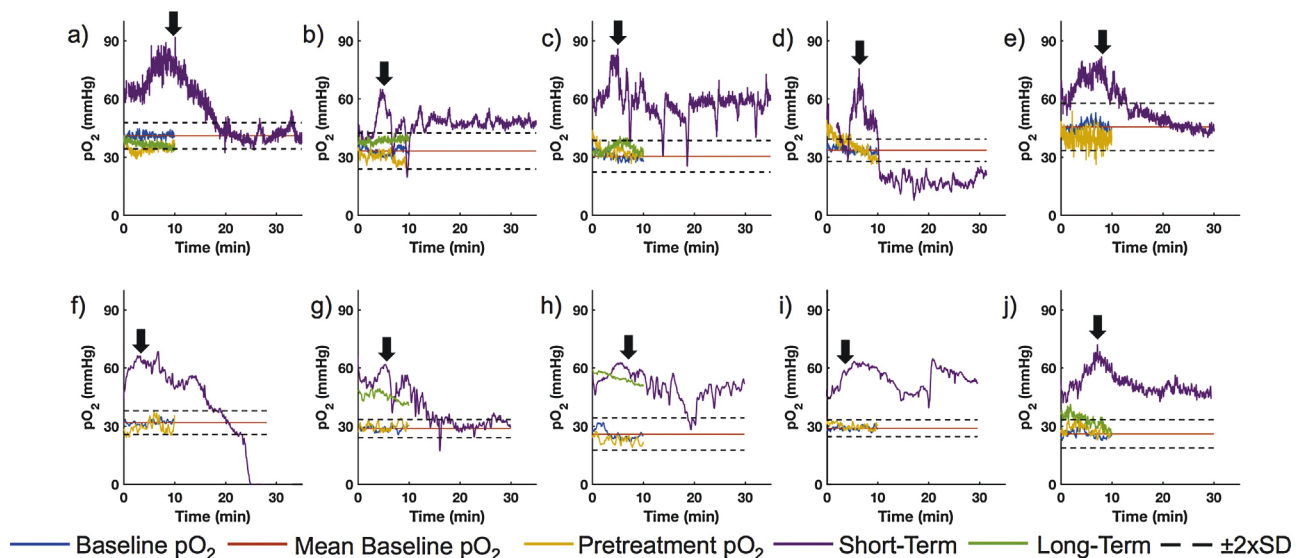 a)
90
60
30
0
pO2 (mmHg)
0 10 20 30
Time (min)
b)
90
60
30
0
pO2 (mmHg)
0 10 20 30
Time (min)
c)
90
60
30
0
pO2 (mmHg)
0 10 20 30
Time (min)
d)
90
60
30
0
pO2 (mmHg)
0 10 20 30
Time (min)
e)
90
60
30
0
pO2 (mmHg)
0 10 20 30
Time (min)
f)
90
60
30
0
pO2 (mmHg)
0 10 20 30
Time (min)
g)
90
60
30
0
pO2 (mmHg)
0 10 20 30
Time (min)
h)
90
60
30
0
pO2 (mmHg)
0 10 20 30
Time (min)
i)
90
60
30
0
pO2 (mmHg)
0 10 20 30
Time (min)
j)
90
60
30
0
pO2 (mmHg)
0 10 20 30
Time (min)
Baseline pO2 Mean Baseline pO2 Pretreatment pO2 Short-Term Long-Term ±2xSD